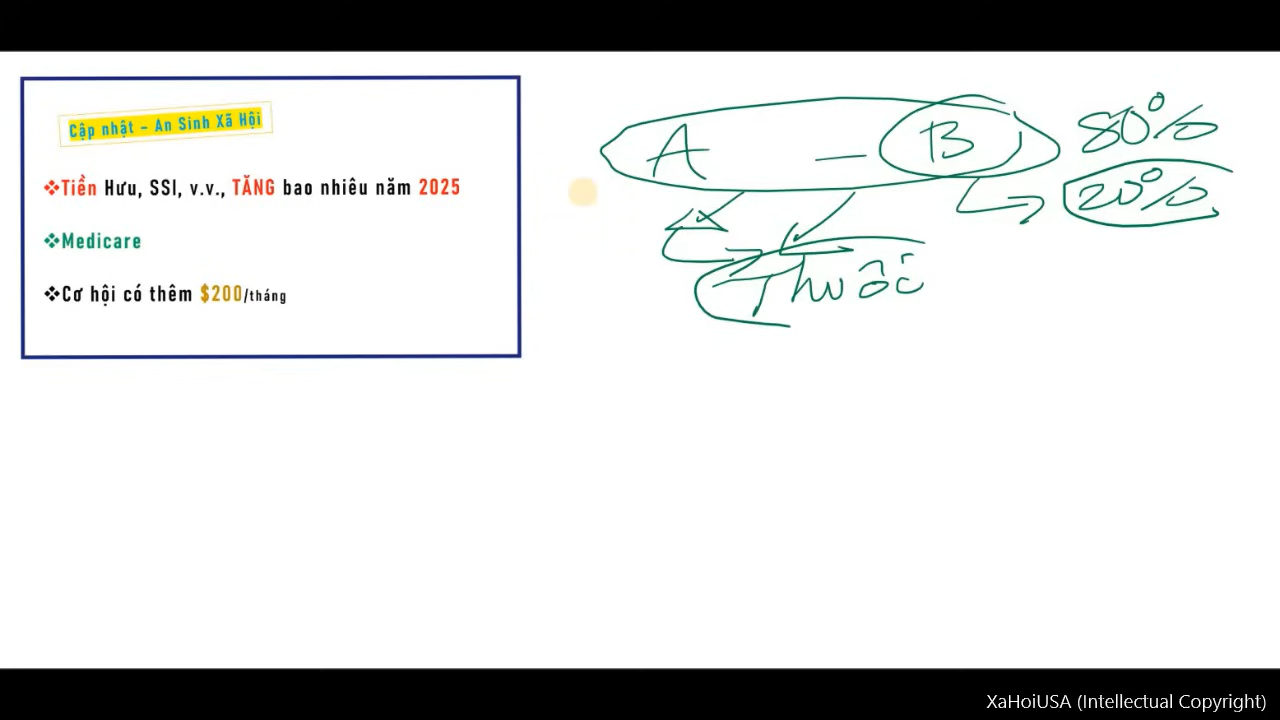 Cập nhật – An Sinh Xã Hội
❖Tiền Hưu, SSI, v.v., TĂNG bao nhiêu năm 2025
❖Medicare
❖Cơ hội có thêm $200/tháng
A – B 80%
20%
Thuốc
XaHoiUSA (Intellectual Copyright)